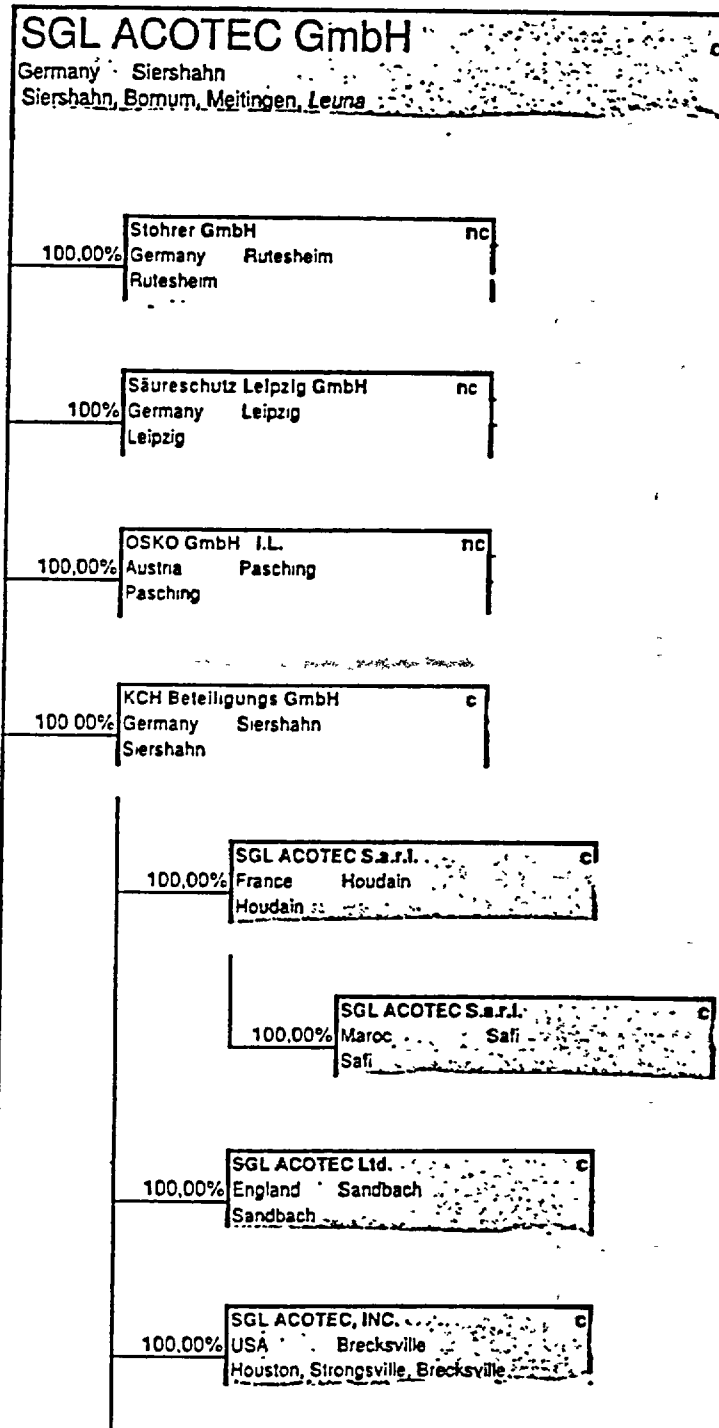 SGL ACOTEC GmbH c
Germany Siershahn
Siershahn, Bornum, Meitingen, Leuna
Stohrer GmbH nc
100,00% Germany Rutesheim
Rutesheim
Säureschutz Leipzig GmbH nc
100% Germany Leipzig
Leipzig
OSKO GmbH I.L. nc
100,00% Austria Pasching
Pasching
KCH Beteiligungs GmbH c
100 00% Germany Siershahn
Siershahn
SGL ACOTEC S.a.r.l. c
100,00% France Houdain
Houdain
SGL ACOTEC S.a.r.l. c
100,00% Maroc Safi
Safi
SGL ACOTEC Ltd. c
100,00% England Sandbach
Sandbach
SGL ACOTEC, INC. c
100,00% USA Brecksville
Houston, Strongsville, Brecksville